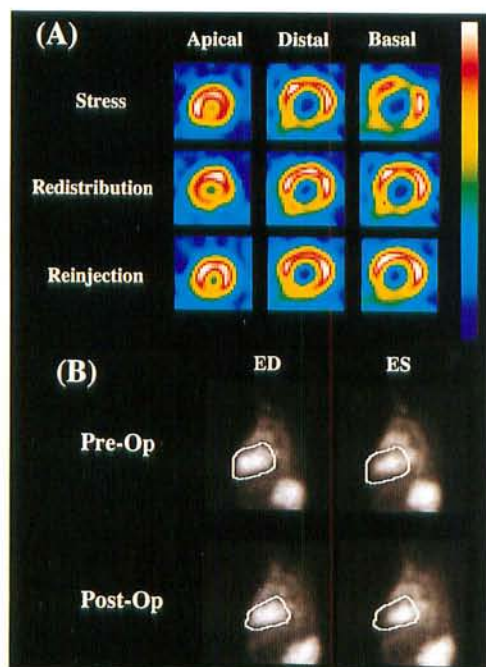 (A)
Apical Distal Basal
Stress
Redistribution
Reinjection
(B)
ED ES
Pre-Op
Post-Op